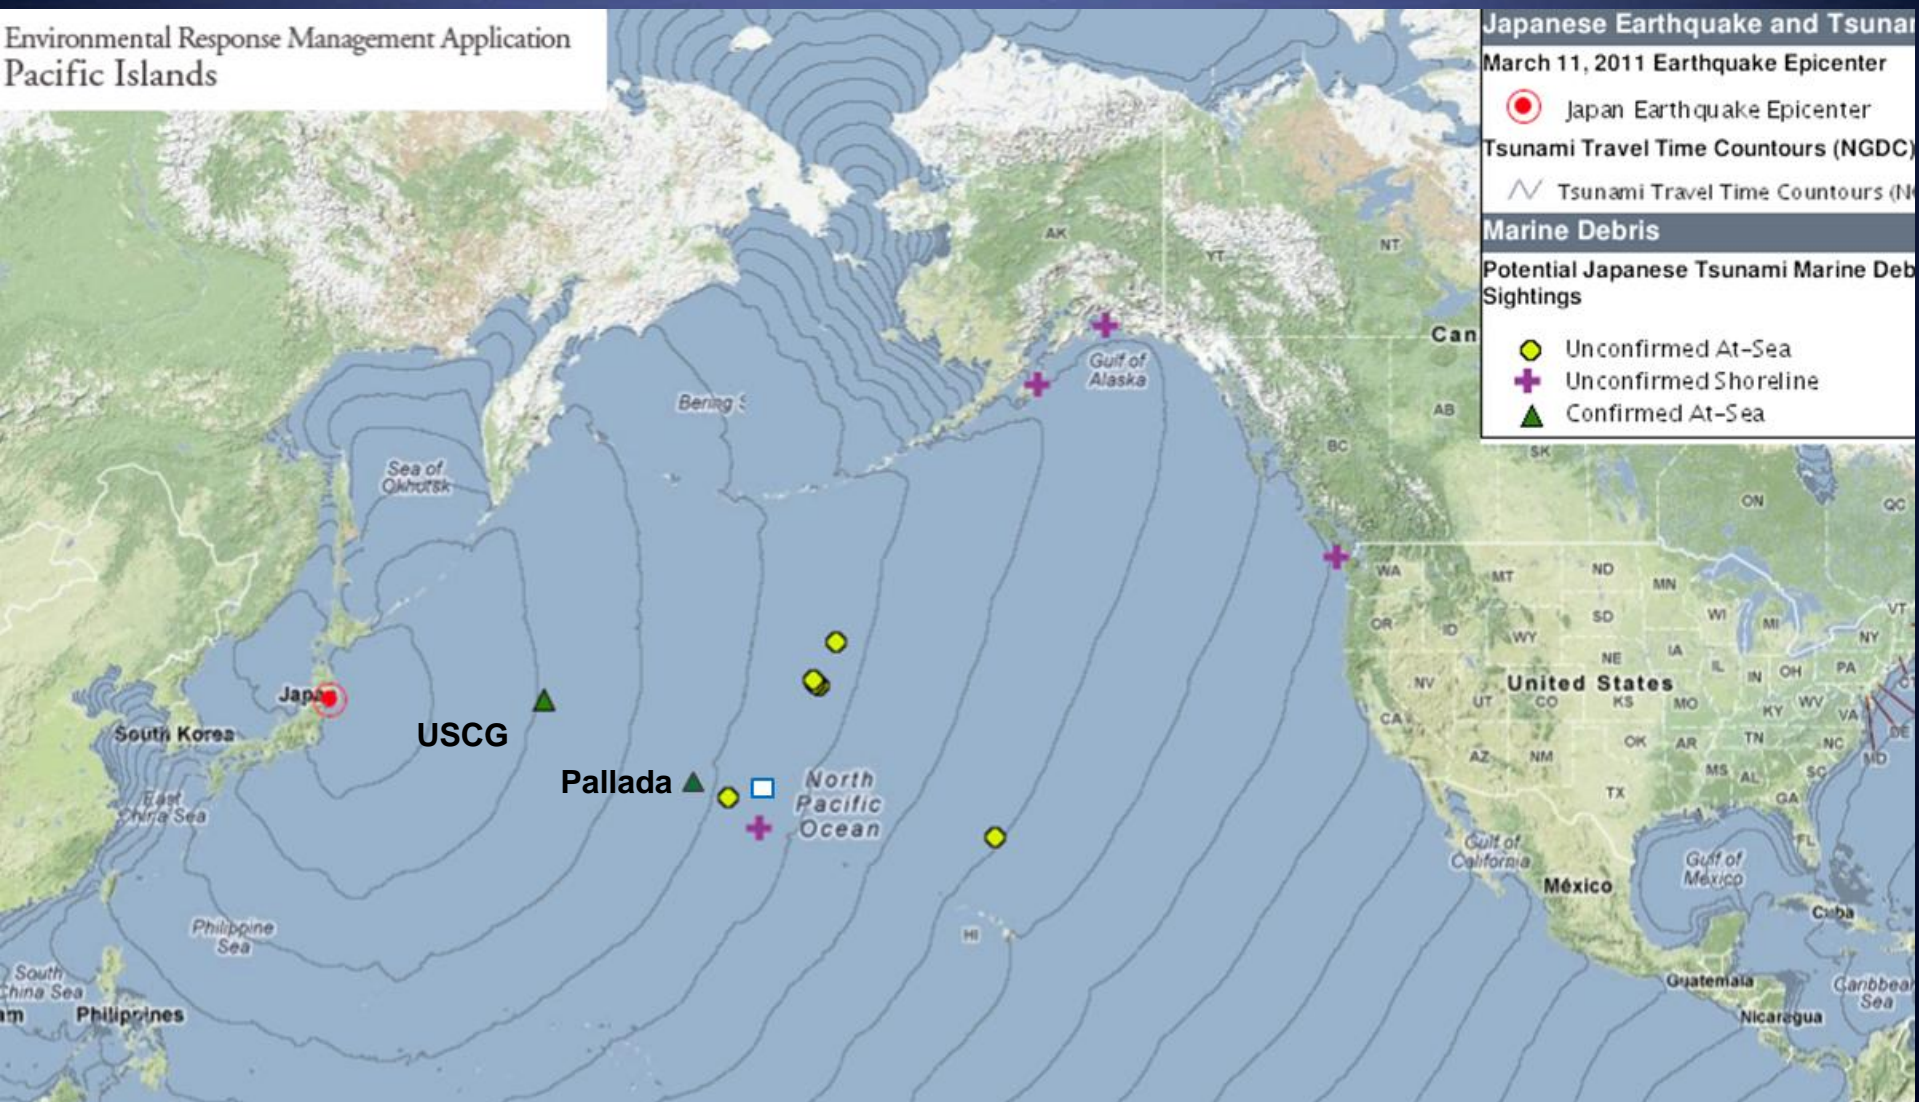 Environmental Response Management Application
Pacific Islands
Japanese Earthquake and Tsunar
March 11, 2011 Earthquake Epicenter
Japan Earthquake Epicenter
Tsunami Travel Time Countours (NGDC)
Tsunami Travel Time Countours (N
Marine Debris
Potential Japanese Tsunami Marine Deb
Sightings
Unconfirmed At-Sea
Unconfirmed Shoreline
Confirmed At-Sea
AK
YT
NT
Can
Gulf of
Alaska
Bering S
AB
BC
SK
Sea of
Okhotsk
ON
QC
WA
MT
ND
MN
OR
ID
SD
WI
MI
VT
NY
WY
IA
NE
IL
IN
OH
PA
NV
UT
United States
CO
KS
MO
KY
WV
VA
DE
MD
CA
AZ
NM
OK
AR
TN
NC
MS
AL
SC
TX
LA
GA
FL
Japa
South Korea
USCG
Pallada
North
Pacific
Ocean
East
China Sea
Gulf of
California
Gulf of
Mexico
México
Cuba
HI
Philippine
Sea
South
China Sea
am
Philippines
Guatemala
Nicaragua
Caribbear
Sea